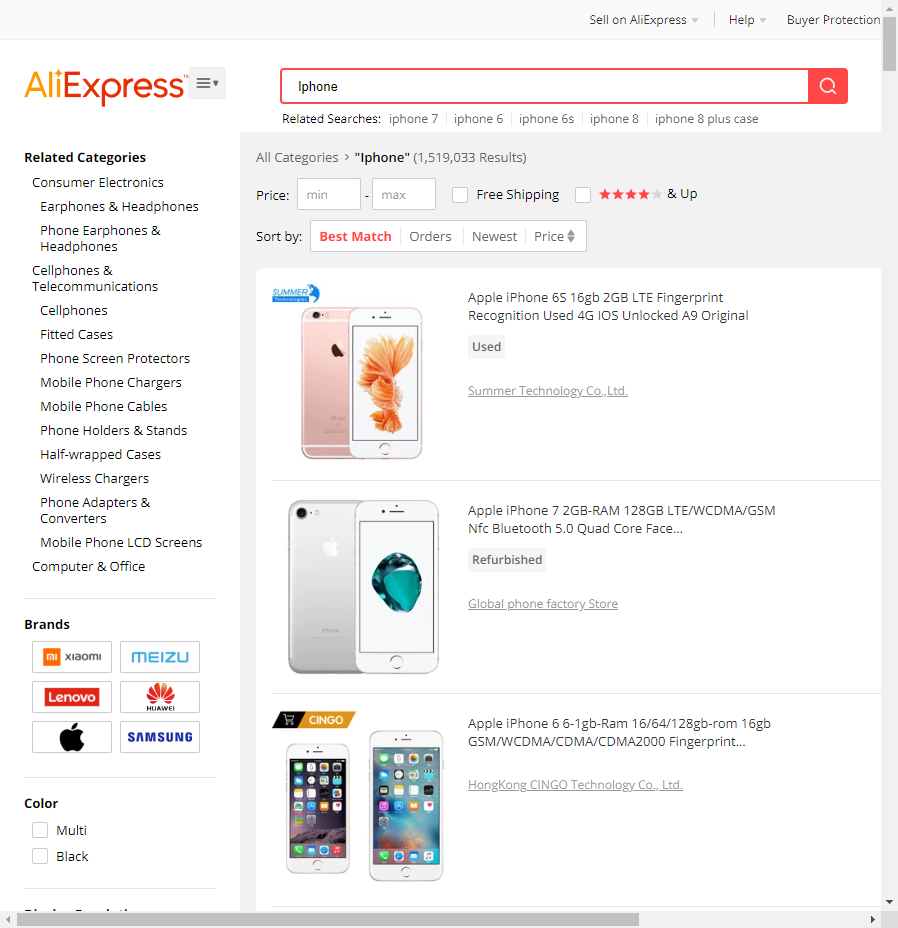 Sell on AliExpress
Help
Buyer Protection
AliExpress™
Iphone
Related Searches: iphone 7 iphone 6 iphone 6s iphone 8 iphone 8 plus case
Related Categories
Consumer Electronics
Earphones & Headphones
Phone Earphones &
Headphones
Cellphones &
Telecommunications
Cellphones
Fitted Cases
Phone Screen Protectors
Mobile Phone Chargers
Mobile Phone Cables
Phone Holders & Stands
Half-wrapped Cases
Wireless Chargers
Phone Adapters &
Converters
Mobile Phone LCD Screens
Computer & Office
Brands
mi xiaomi
MEIZU
Lenovo
HUAWEI
SAMSUNG
Color
Multi
Black
All Categories > "Iphone" (1,519,033 Results)
Price: min - max Free Shipping & Up
Sort by: Best Match Orders Newest Price
SUMMER
Technologies
Apple iPhone 6S 16gb 2GB LTE Fingerprint
Recognition Used 4G IOS Unlocked A9 Original
Used
Summer Technology Co.,Ltd.
iPhone
Apple iPhone 7 2GB-RAM 128GB LTE/WCDMA/GSM
Nfc Bluetooth 5.0 Quad Core Face...
Refurbished
Global phone factory Store
CINGO
Apple iPhone 6 6-1gb-Ram 16/64/128gb-rom 16gb
GSM/WCDMA/CDMA/CDMA2000 Fingerprint...
HongKong CINGO Technology Co., Ltd.